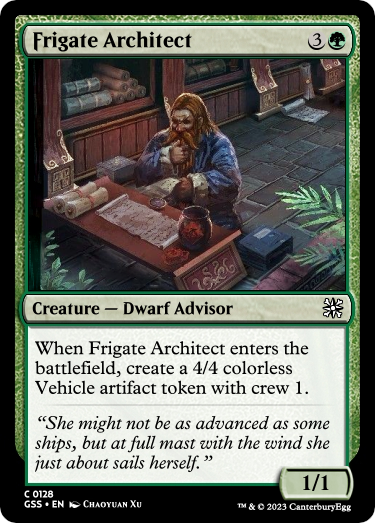 Frigate Architect 3
Creature — Dwarf Advisor
When Frigate Architect enters the
battlefield, create a 4/4 colorless
Vehicle artifact token with crew 1.
“She might not be as advanced as some
ships, but at full mast with the wind she
just about sails herself.”
1/1
C 0128
GSS • EN Chaoyuan Xu
™ & © 2023 CanterburyEgg